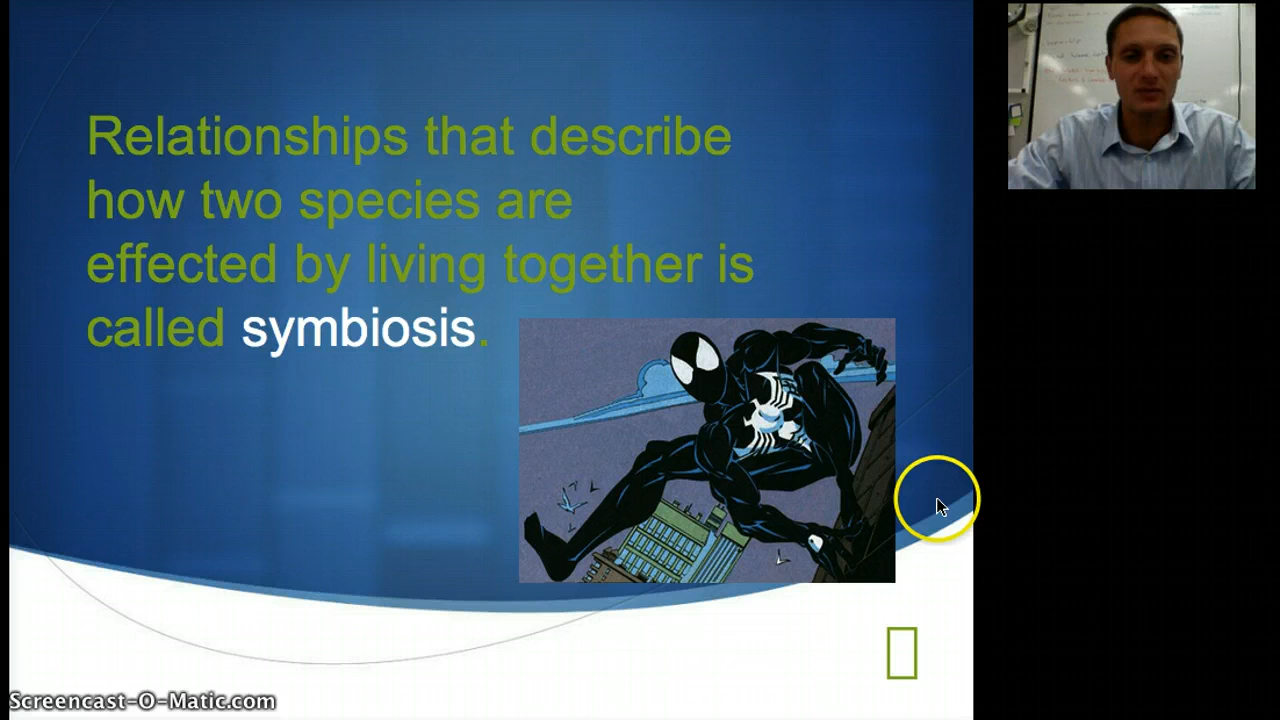 Relationships that describe
how two species are
effected by living together is
called symbiosis.
Screencast-O-Matic.com